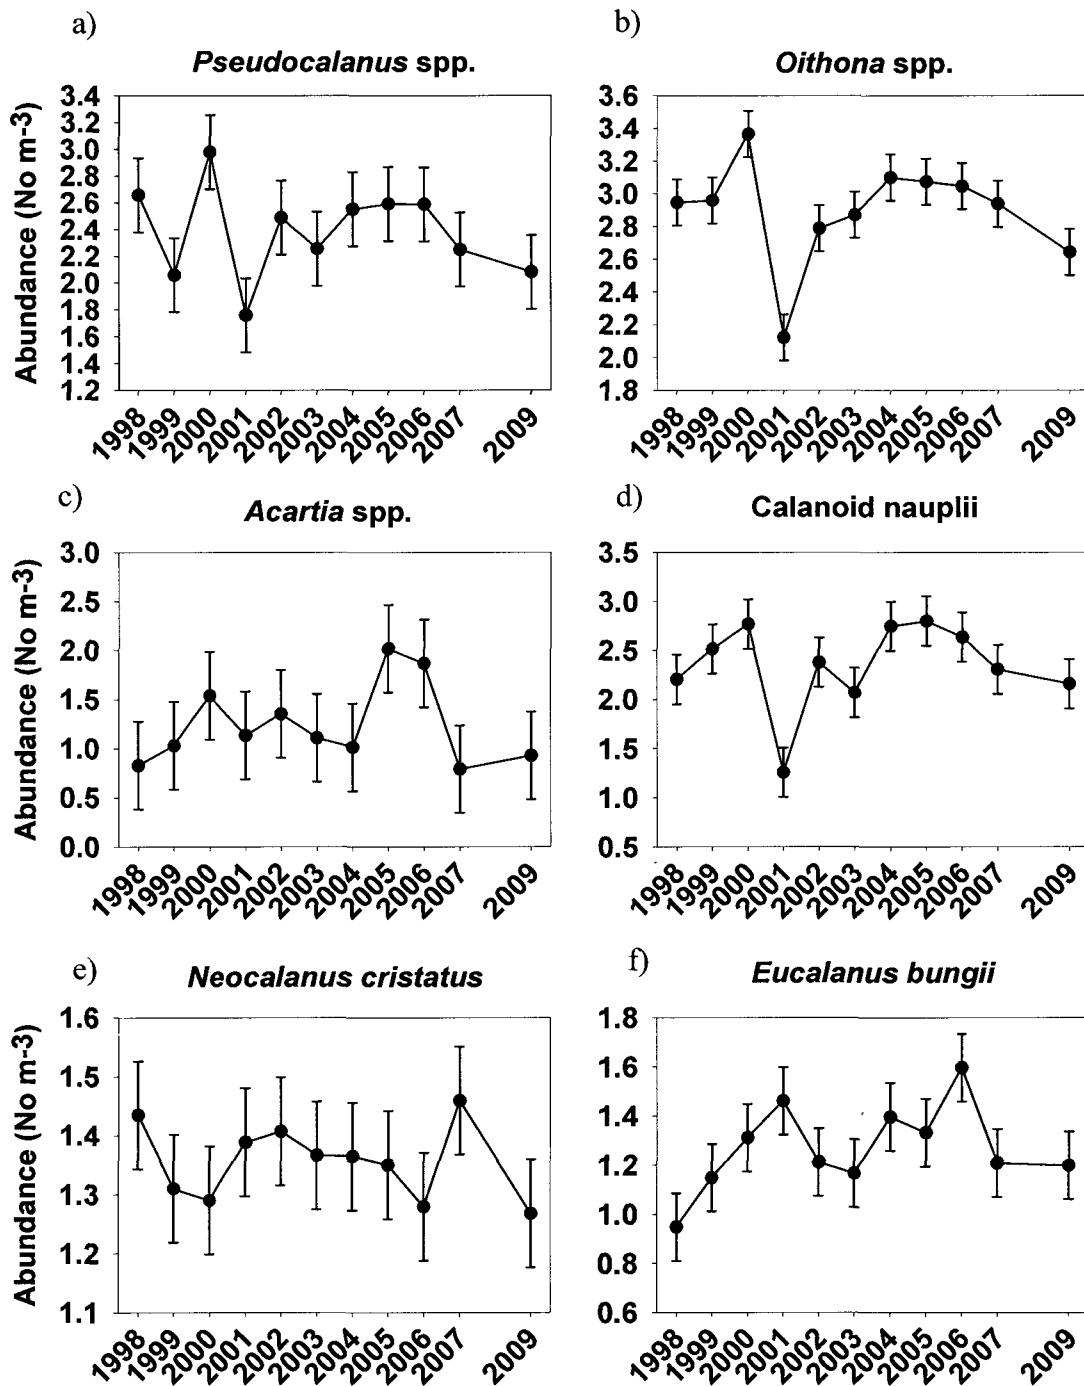 a)
Pseudocalanus spp.
Abundance (No m-3)
3.4
3.2
3.0
2.8
2.6
2.4
2.2
2.0
1.8
1.6
1.4
1.2
1998 1999 2000 2001 2002 2003 2004 2005 2006 2007 2009
b)
Oithona spp.
3.6
3.4
3.2
3.0
2.8
2.6
2.4
2.2
2.0
1.8
1998 1999 2000 2001 2002 2003 2004 2005 2006 2007 2009
c)
Acartia spp.
Abundance (No m-3)
3.0
2.5
2.0
1.5
1.0
0.5
0.0
1998 1999 2000 2001 2002 2003 2004 2005 2006 2007 2009
d)
Calanoid nauplii
3.5
3.0
2.5
2.0
1.5
1.0
0.5
1998 1999 2000 2001 2002 2003 2004 2005 2006 2007 2009
e)
Neocalanus cristatus
Abundance (No m-3)
1.6
1.5
1.4
1.3
1.2
1.1
1998 1999 2000 2001 2002 2003 2004 2005 2006 2007 2009
f)
Eucalanus bungii
1.8
1.6
1.4
1.2
1.0
0.8
0.6
1998 1999 2000 2001 2002 2003 2004 2005 2006 2007 2009